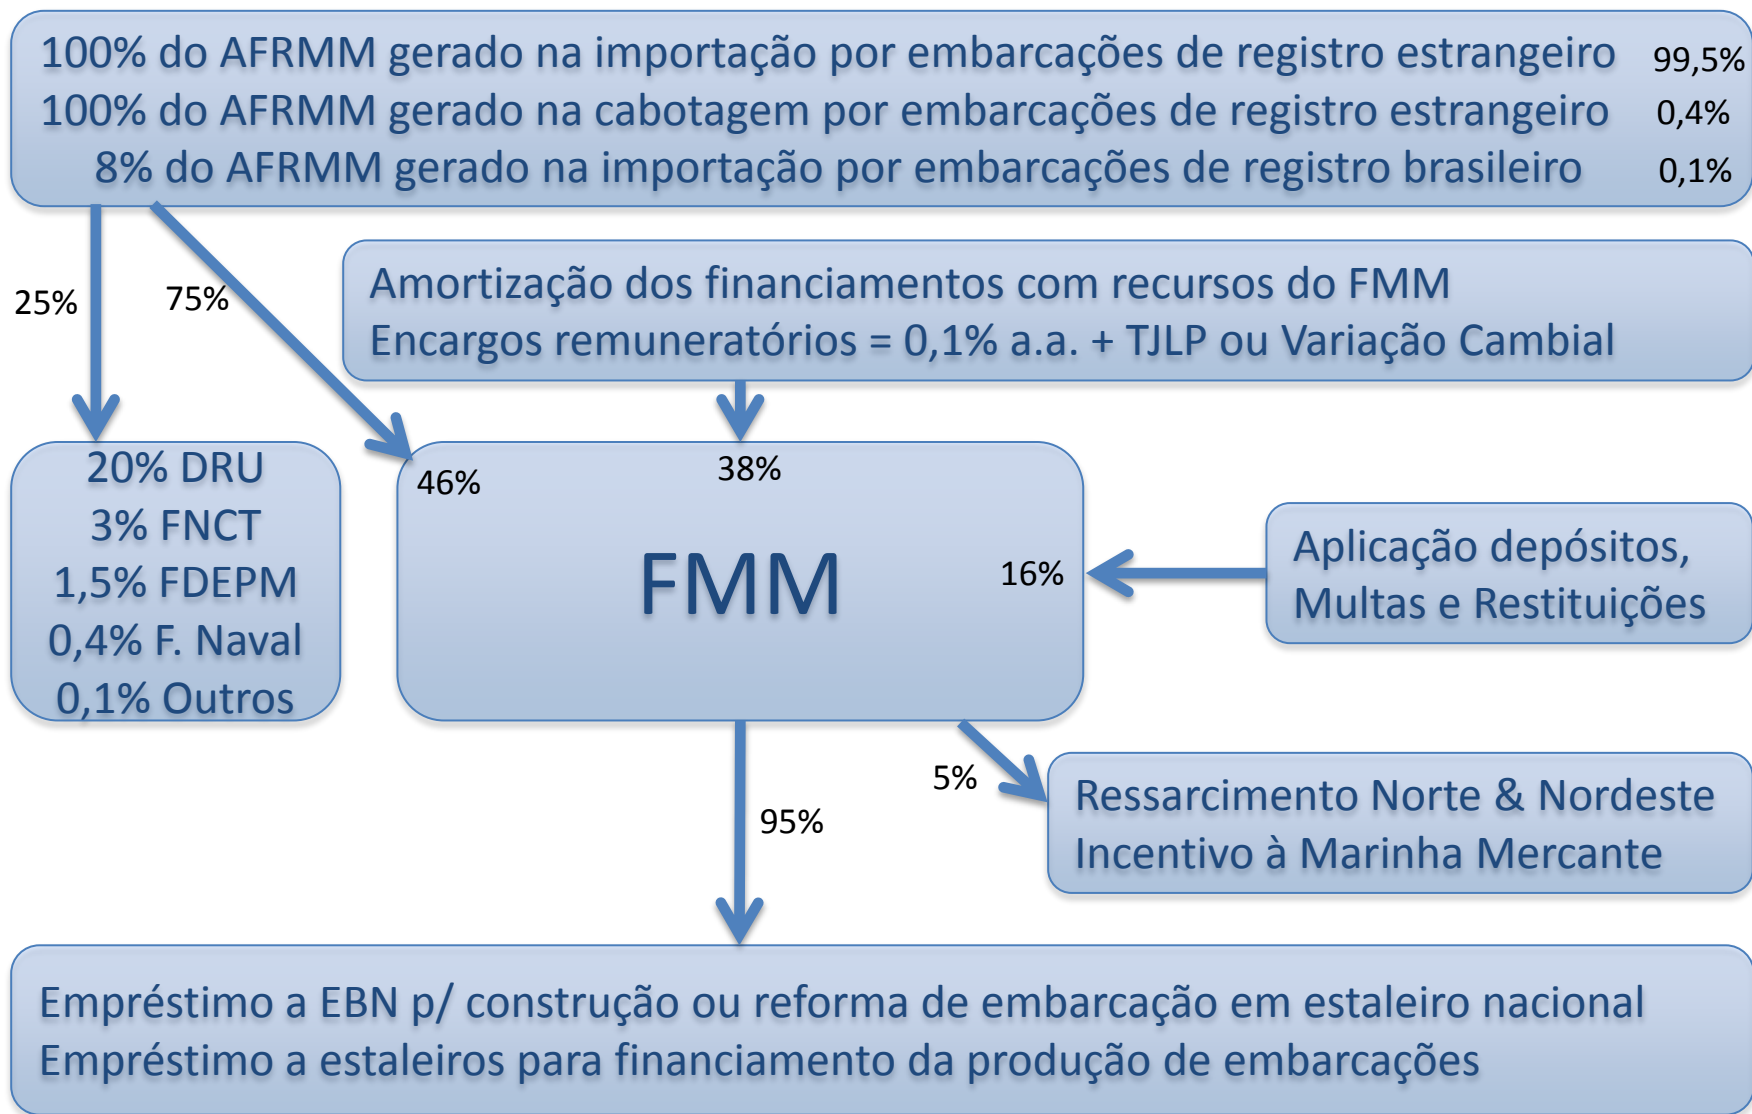 100% do AFRMM gerado na importação por embarcações de registro estrangeiro 99,5%
100% do AFRMM gerado na cabotagem por embarcações de registro estrangeiro 0,4%
8% do AFRMM gerado na importação por embarcações de registro brasileiro 0,1%
25%
75%
Amortização dos financiamentos com recursos do FMM
Encargos remuneratórios = 0,1% a.a. + TJLP ou Variação Cambial
20% DRU
3% FNCT
1,5% FDEPM
0,4% F. Naval
0,1% Outros
46%
38%
FMM
16%
Aplicação depósitos,
Multas e Restituições
95%
5%
Ressarcimento Norte & Nordeste
Incentivo à Marinha Mercante
Empréstimo a EBN p/ construção ou reforma de embarcação em estaleiro nacional
Empréstimo a estaleiros para financiamento da produção de embarcações